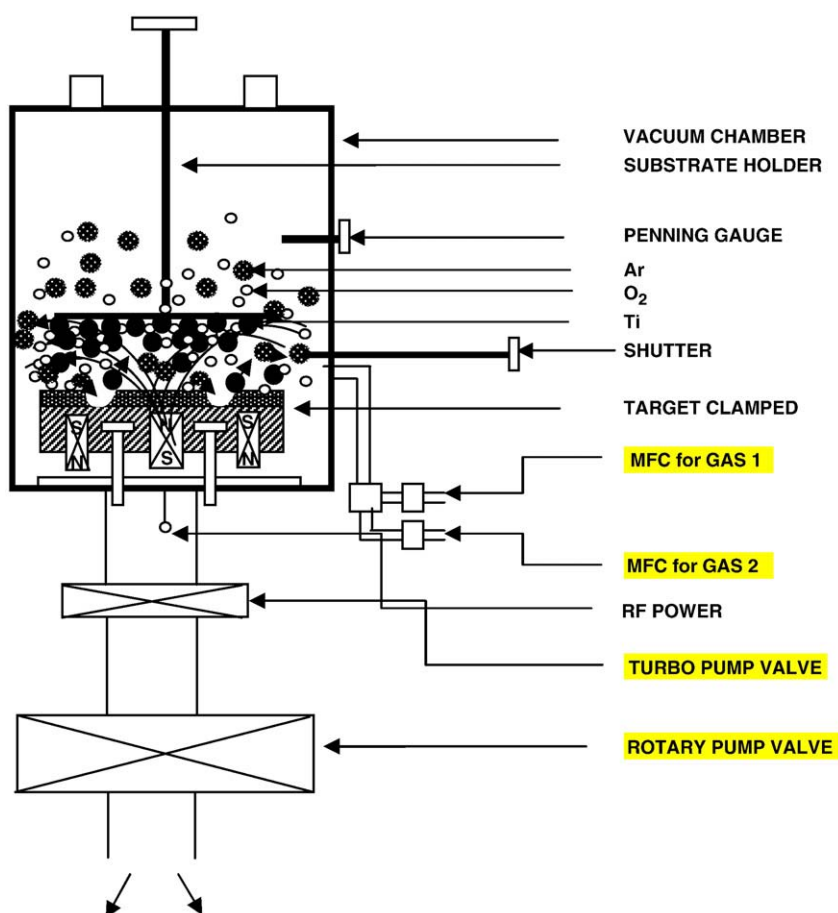 VACUUM CHAMBER
SUBSTRATE HOLDER
PENNING GAUGE
Ar
O₂
Ti
SHUTTER
TARGET CLAMPED
S
N
N
S
S
N
MFC for GAS 1
MFC for GAS 2
RF POWER
TURBO PUMP VALVE
ROTARY PUMP VALVE